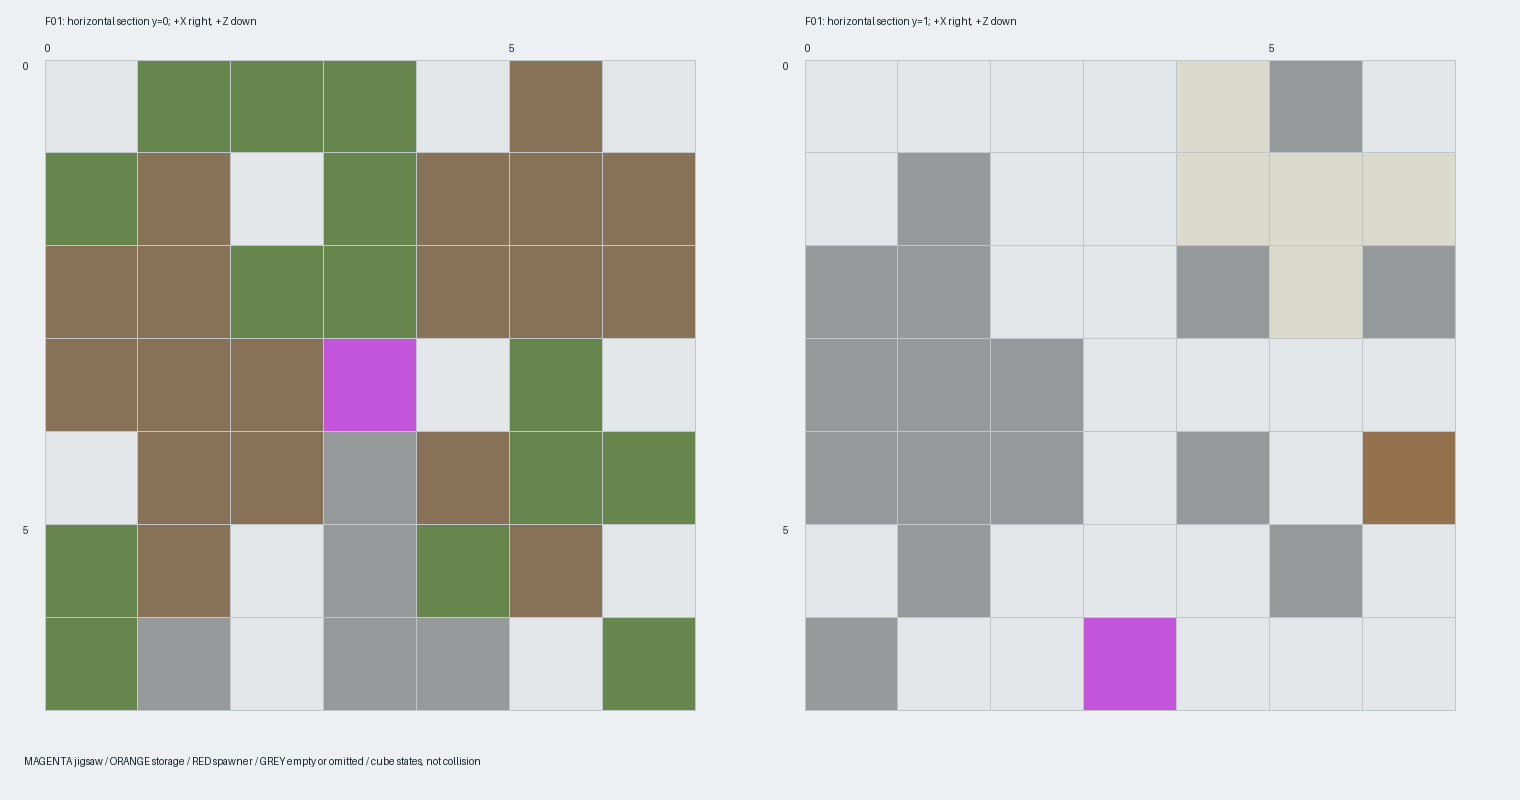 F01: horizontal section y=0; +X right, +Z down
F01: horizontal section y=1; +X right, +Z down
0 5
0 5
0
0
5
5
MAGENTA jigsaw / ORANGE storage / RED spawner / GREY empty or omitted / cube states, not collision